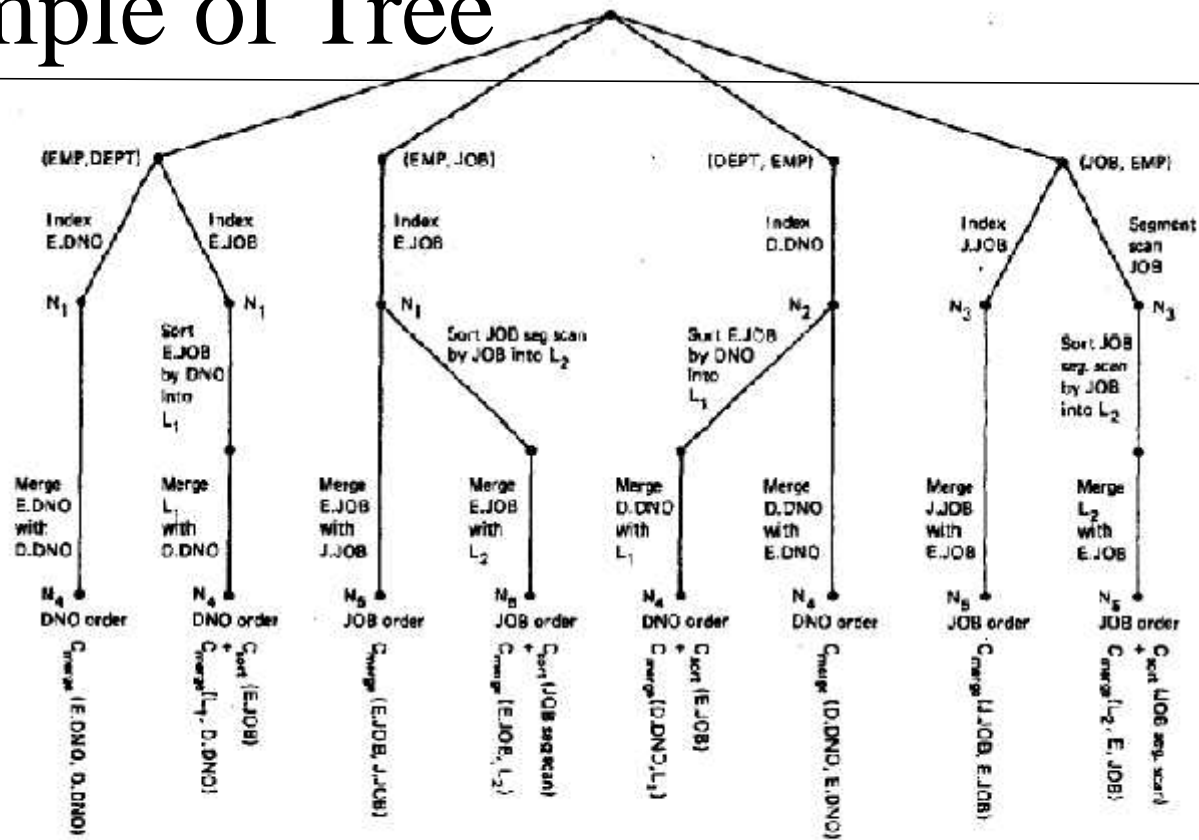 mple of Tree
(EMP, DEPT)
(EMP, JOB)
(DEPT, EMP)
(JOB, EMP)
Index
E.DNO
Index
E.JOB
Index
E.JOB
Index
D.DNO
Index
J.JOB
Segment
scan
JOB
N1
N1
N1
N2
N3
N3
Sort
E.JOB
by DNO
into
L1
Sort JOB seg scan
by JOB into L2
Sort E.JOB
by DNO
into
L1
Sort JOB
seg. scan
by JOB
into L2
Merge
E.DNO
with
D.DNO
Merge
L
with
D.DNO
Merge
E.JOB
with
J.JOB
Merge
E.JOB
with
L2
Merge
D.DNO
with
L1
Merge
D.DNO
with
E.DNO
Merge
J.JOB
with
E.JOB
Merge
L2
with
E.JOB
N4
DNO order
N4
DNO order
N5
JOB order
N5
JOB order
N4
DNO order
N4
DNO order
N5
JOB order
N5
JOB order
Cmerge (E.DNO, D.DNO)
Csort (E.JOB)
+
Cmerge(L1, D.DNO)
Cmerge (E.JOB, J.JOB)
Csort (JOB seg scan)
+
Cmerge (E.JOB, L2)
Csort (E.JOB)
+
Cmerge(D.DNO, L1)
Cmerge (D.DNO, E.DNO)
Cmerge (J.JOB, E.JOB)
Csort (JOB seg. scan)
+
Cmerge(L2, E, JOB)